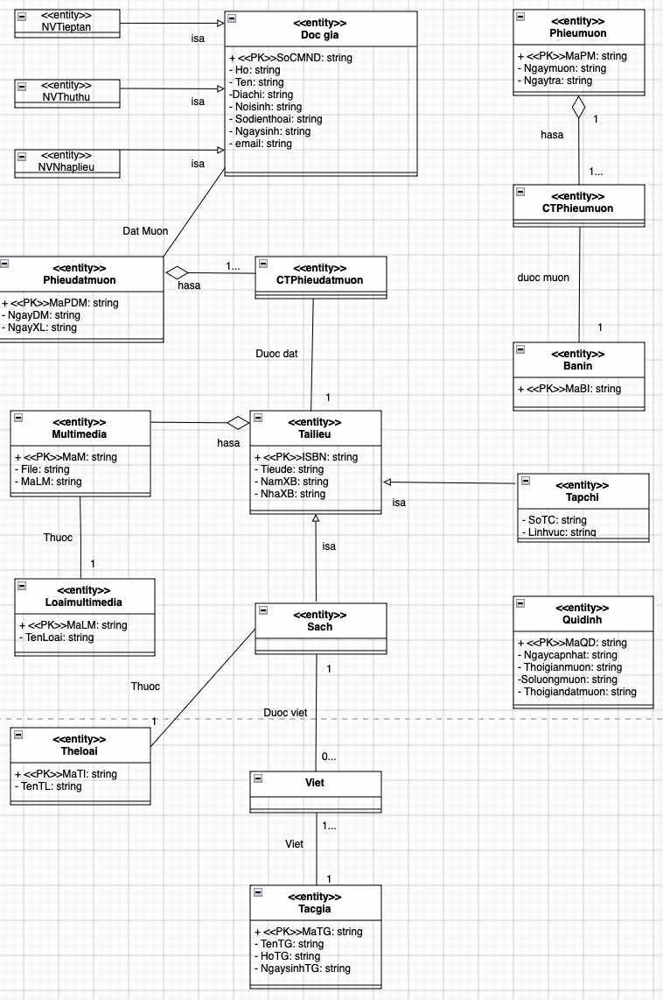 <<entity>>
NVTieptan
isa
<<entity>>
Doc gia
+ <<PK>>SoCMND: string
- Ho: string
- Ten: string
-Diachi: string
- Noisinh: string
- Sodienthoai: string
- Ngaysinh: string
- email: string
<<entity>>
Phieumuon
+ <<PK>>MaPM: string
- Ngaymuon: string
- Ngaytra: string
<<entity>>
NVThuthu
isa
<<entity>>
NVNhaplieu
isa
1
hasa
1...
<<entity>>
CTPhieumuon
Dat Muon
<<entity>>
Phieudatmuon
+ <<PK>>MaPDM: string
- NgayDM: string
- NgayXL: string
1...
hasa
<<entity>>
CTPhieudatmuon
duoc muon
1
<<entity>>
Banin
+ <<PK>>MaBI: string
Duoc dat
1
<<entity>>
Multimedia
+ <<PK>>MaM: string
- File: string
- MaLM: string
hasa
<<entity>>
Tailieu
+ <<PK>>ISBN: string
- Tieude: string
- NamXB: string
- NhaXB: string
isa
<<entity>>
Tapchi
- SoTC: string
- Linhvuc: string
Thuoc
1
isa
<<entity>>
Loaimultimedia
+ <<PK>>MaLM: string
- TenLoai: string
<<entity>>
Sach
<<entity>>
Quidinh
+ <<PK>>MaQD: string
- Ngaycapnhat: string
- Thoigianmuon: string
-Soluongmuon: string
- Thoigiandatmuon: string
Thuoc
1
1
Duoc viet
0...
<<entity>>
Theloai
+ <<PK>>MaTl: string
- TenTL: string
Viet
1...
Viet
1
<<entity>>
Tacgia
+ <<PK>>MaTG: string
- TenTG: string
- HoTG: string
- NgaysinhTG: string